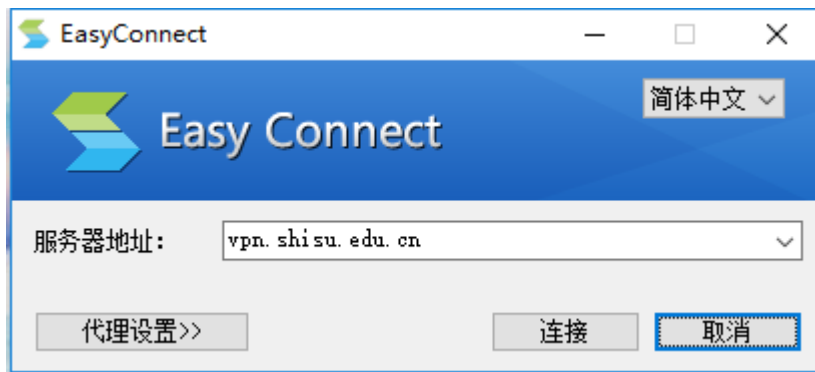 EasyConnect
简体中文
Easy Connect
服务器地址:
vpn.shisu.edu.cn
代理设置>>
连接
取消